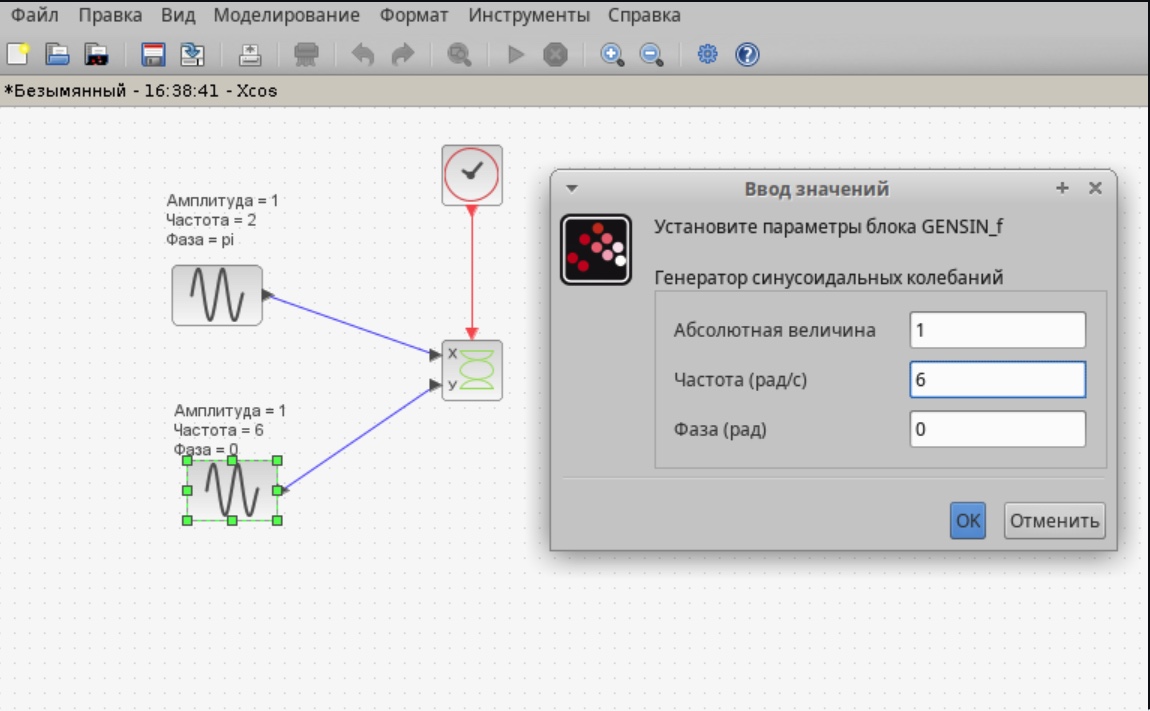 Файл Правка Вид Моделирование Формат Инструменты Справка
*Безымянный - 16:38:41 - Xcos
Амплитуда = 1
Частота = 2
Фаза = pi
X
У
Амплитуда = 1
Частота = 6
Фаза = 0
Ввод значений
Установите параметры блока GENSIN_f
Генератор синусоидальных колебаний
Абсолютная величина 1
Частота (рад/с) 6
Фаза (рад) 0
OK Отменить